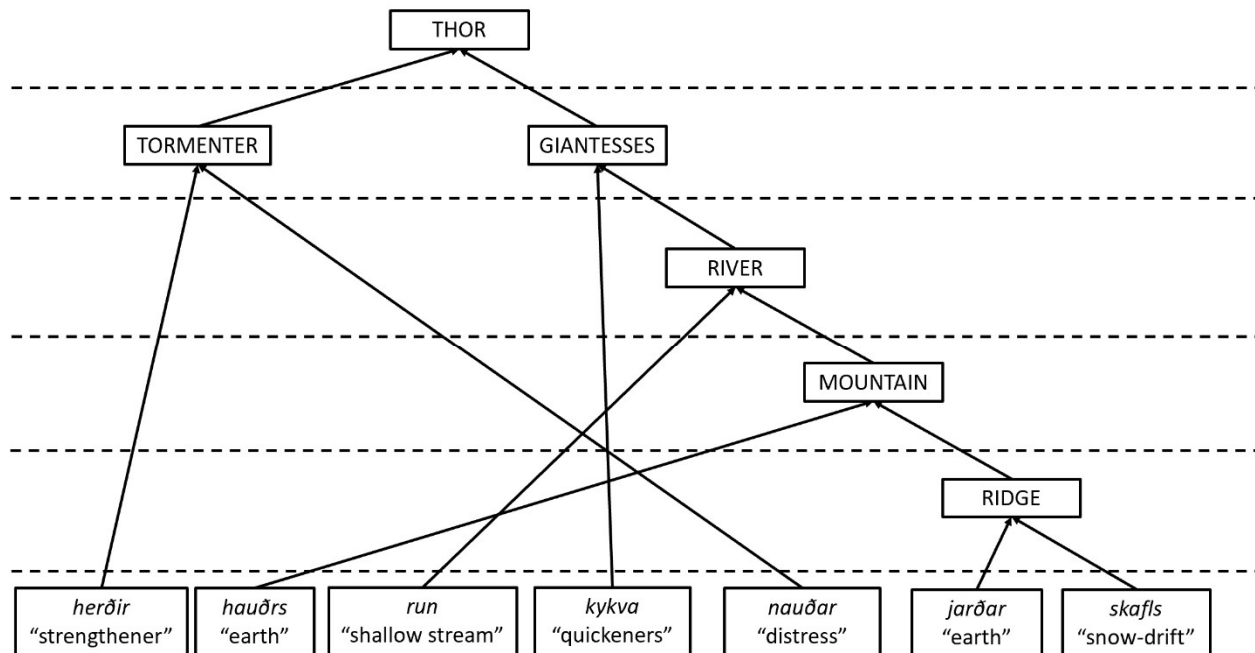 THOR
TORMENTER
GIANTESSES
RIVER
MOUNTAIN
RIDGE
herðir
“strengthener”
hauðrs
“earth”
run
“shallow stream”
kykva
“quickeners”
nauðar
“distress”
jarðar
“earth”
skafls
“snow-drift”